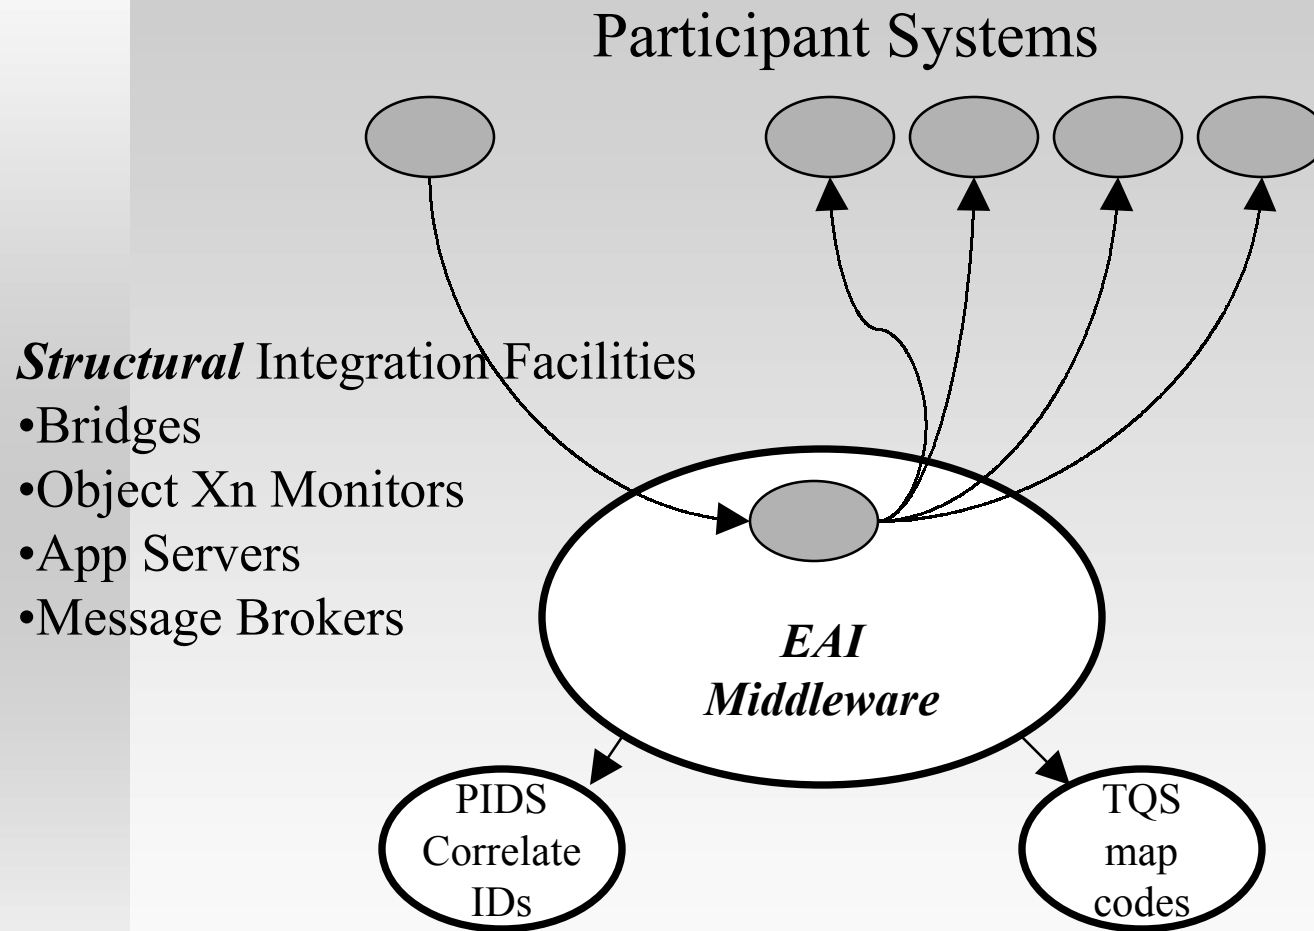 Participant Systems
Structural Integration Facilities
•Bridges
•Object Xn Monitors
•App Servers
•Message Brokers
EAI
Middleware
PIDS
Correlate
IDs
TQS
map
codes